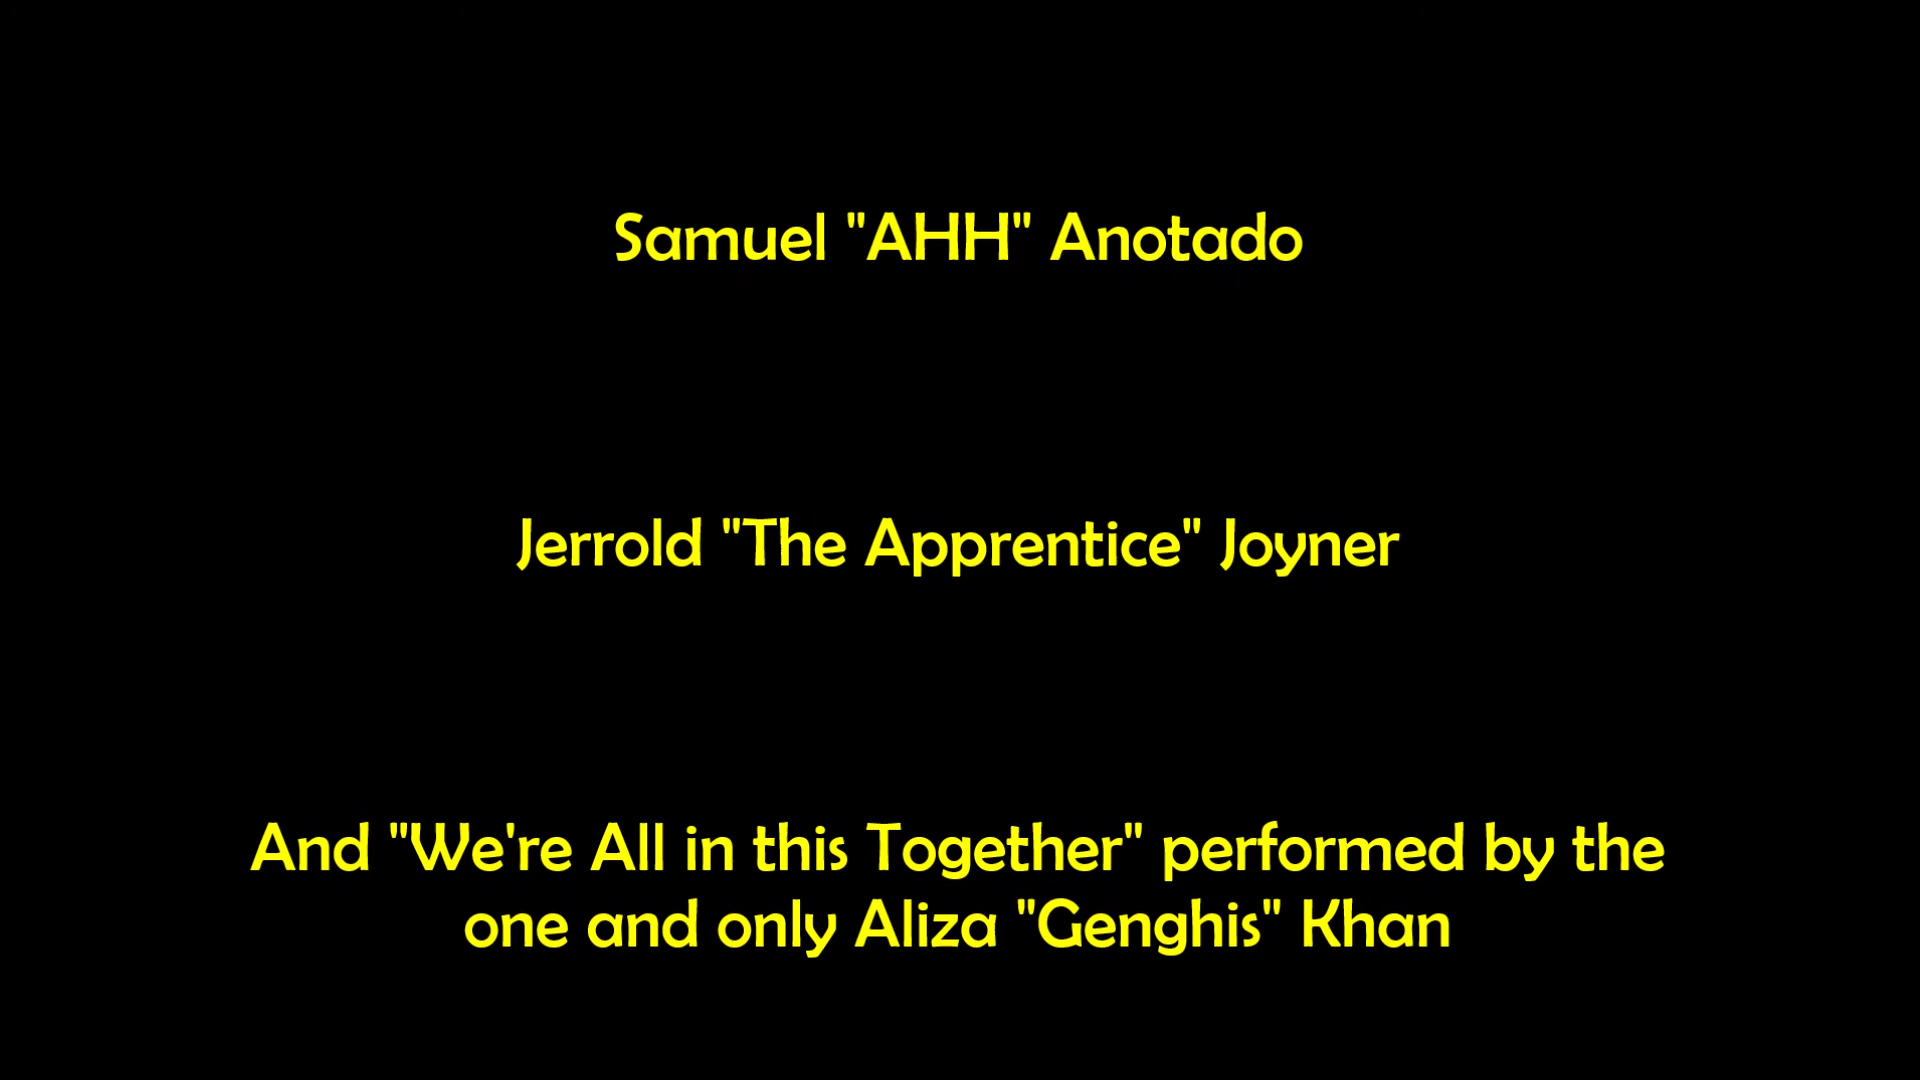 Samuel "AHH" Anotado
Jerrold "The Apprentice" Joyner
And "We're All in this Together" performed by the
one and only Aliza "Genghis" Khan